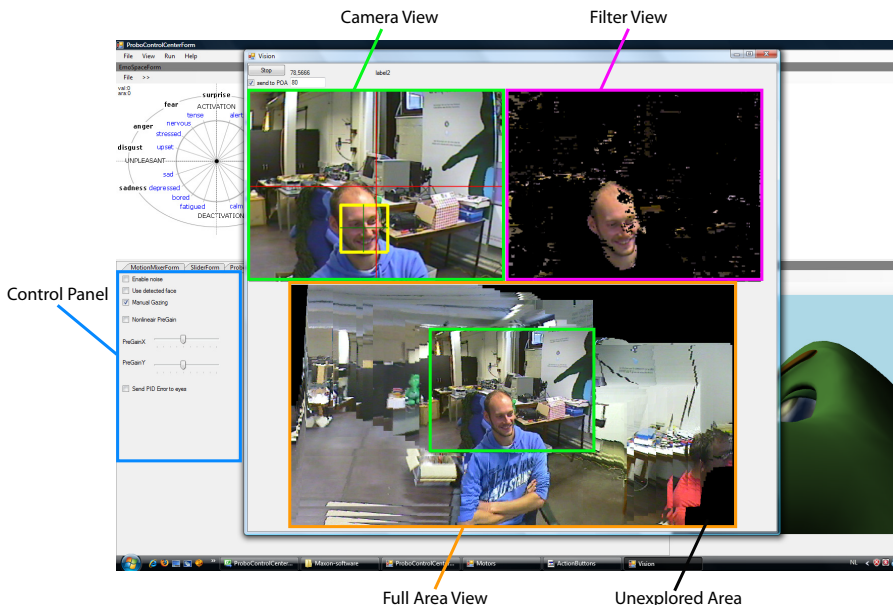 Camera View
Filter View
ProboControlCenterForm
File View Run Help
EmoSpaceForm
File >>
val:0
ara:0
surprise
fear
ACTIVATION
tense
alert
nervous
anger
stressed
disgust
upset
UNPLEASANT
sad
sadness
depressed
bored
fatigued
calm
DEACTIVATION
Vision
Stop
78,5666
label2
send to POA
80
MotionMixerForm
SliderForm
Enable noise
Use detected face
Manual Gazing
Nonlinear PreGain
PreGainX
PreGainY
Send PID Error to eyes
Control Panel
ProboControlCenter...
Maxon-software
ProboControlCente...
Motors
ActionButtons
Vision
NL
Full Area View
Unexplored Area